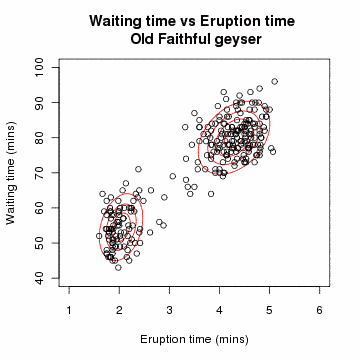 Waiting time vs Eruption time
Old Faithful geyser
Waiting time (mins)
100
90
80
70
60
50
40
1 2 3 4 5 6
Eruption time (mins)